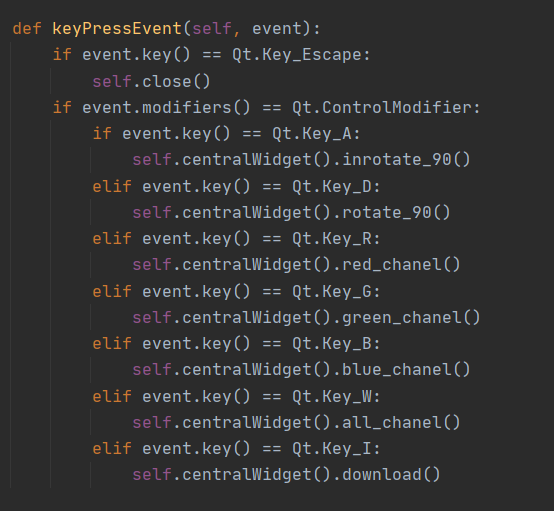 def keyPressEvent(self, event):
    if event.key() == Qt.Key_Escape:
        self.close()
    if event.modifiers() == Qt.ControlModifier:
        if event.key() == Qt.Key_A:
            self.centralWidget().inrotate_90()
        elif event.key() == Qt.Key_D:
            self.centralWidget().rotate_90()
        elif event.key() == Qt.Key_R:
            self.centralWidget().red_chanel()
        elif event.key() == Qt.Key_G:
            self.centralWidget().green_chanel()
        elif event.key() == Qt.Key_B:
            self.centralWidget().blue_chanel()
        elif event.key() == Qt.Key_W:
            self.centralWidget().all_chanel()
        elif event.key() == Qt.Key_I:
            self.centralWidget().download()